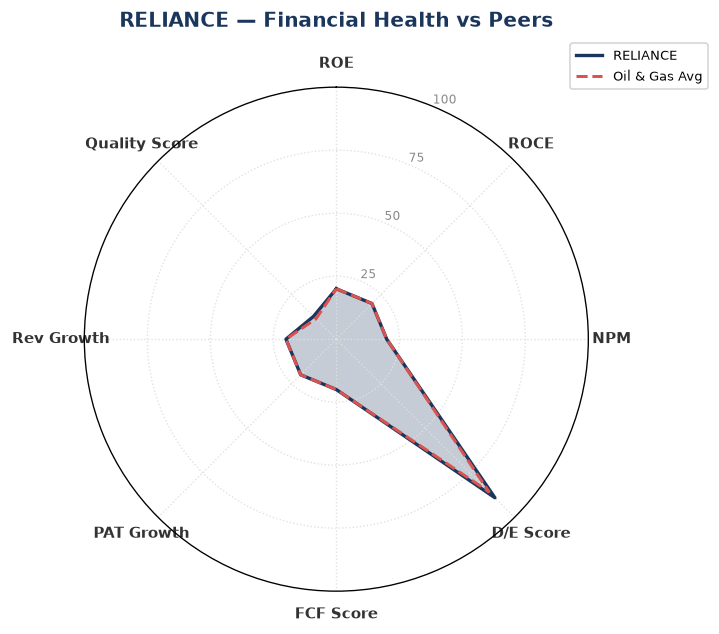 RELIANCE — Financial Health vs Peers
RELIANCE
Oil & Gas Avg
ROE
100
Quality Score
ROCE
75
50
25
Rev Growth
NPM
PAT Growth
D/E Score
FCF Score